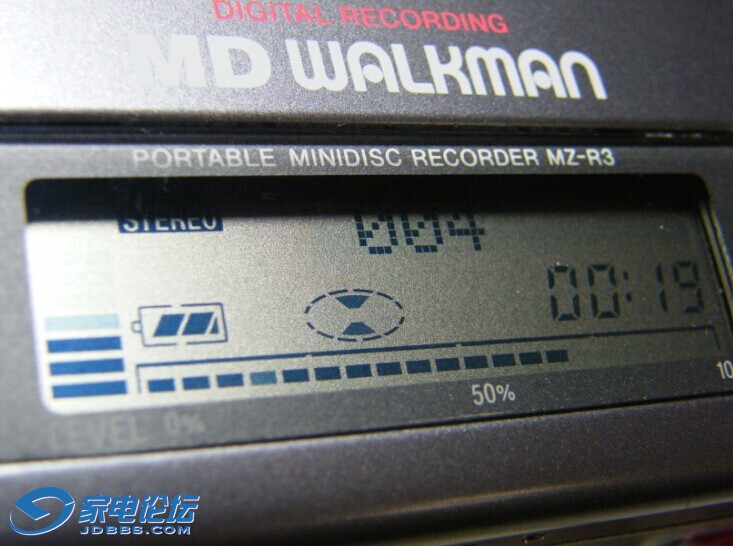 DIGITAL RECORDING
MD WALKMAN
PORTABLE MINIDISC RECORDER MZ-R3
STEREO
004
00:19
50% 10
LEVEL 0%
家电论坛
JDBBS.COM